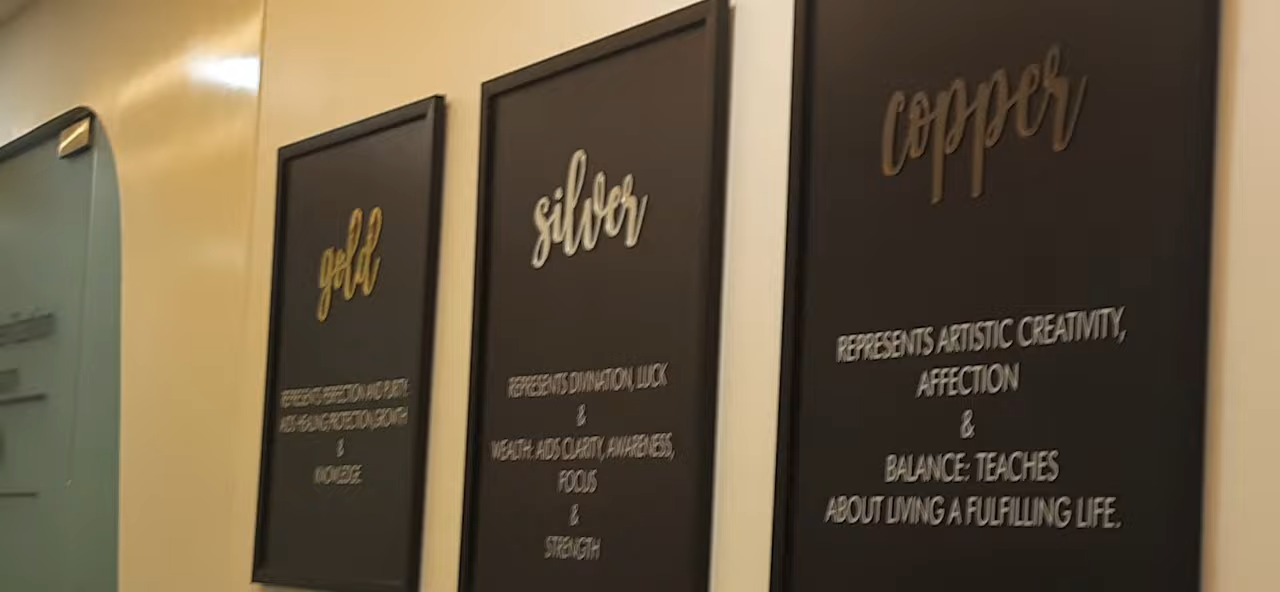 gold
REPRESENTS PERFECTION AND PURITY:
AIDS HEALING, PROTECTION, GROWTH
&
KNOWLEDGE.
silver
REPRESENTS DIVINATION, LUCK
&
WEALTH: AIDS CLARITY, AWARENESS,
FOCUS
&
STRENGTH
copper
REPRESENTS ARTISTIC CREATIVITY,
AFFECTION
&
BALANCE: TEACHES
ABOUT LIVING A FULFILLING LIFE.